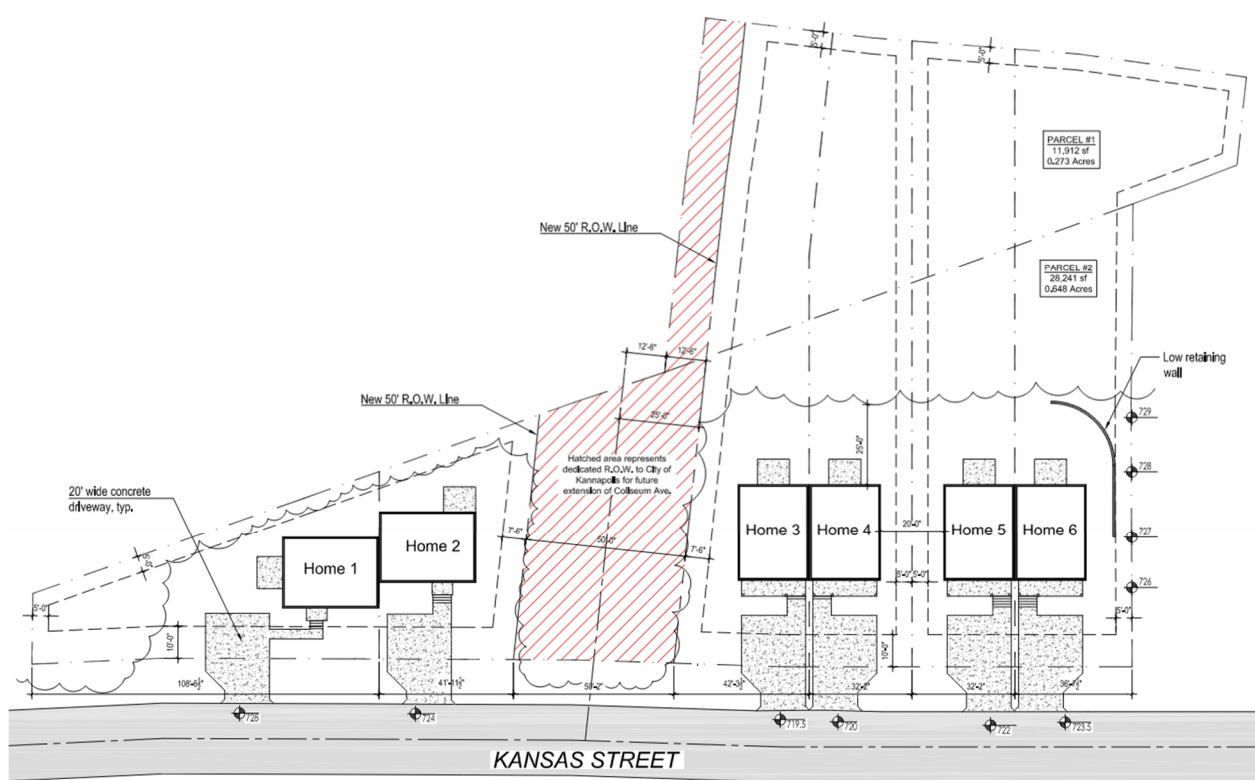 5'-0"
5'-0"
PARCEL #1
11,912 sf
0.273 Acres
New 50' R.O.W. Line
PARCEL #2
28,241 sf
0.648 Acres
12'-6"
12'-6"
Low retaining
wall
New 50' R.O.W. Line
25'-0"
729
25'-0"
Hatched area represents
dedicated R.O.W. to City of
Kannapolis for future
extension of Coliseum Ave.
728
20' wide concrete
driveway, typ.
Home 3
Home 4
20'-0"
Home 5
Home 6
7'-6"
50'-0"
7'-6"
727
Home 2
Home 1
5'-0"
5'-0"
5'-0"
726
5'-0"
5'-0"
10'-0"
10'-0"
108'-6½"
41'-11½"
50'-2"
42'-3½"
32'-2"
32'-2"
36'-7½"
725
724
719.5
720
722
723.5
KANSAS STREET